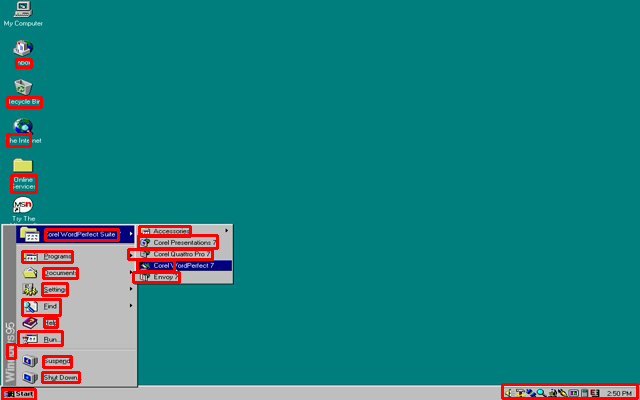 My Computer
Inbox
Recycle Bin
The Internet
Online
Services
MSN
Try The
Corel WordPerfect Suite 7
Programs
Documents
Settings
Find
Help
Run...
Suspend
Shut Down
Windows95
Accessories
Corel Presentations 7
Corel Quattro Pro 7
Corel WordPerfect 7
Envoy 7
Start
2:50 PM